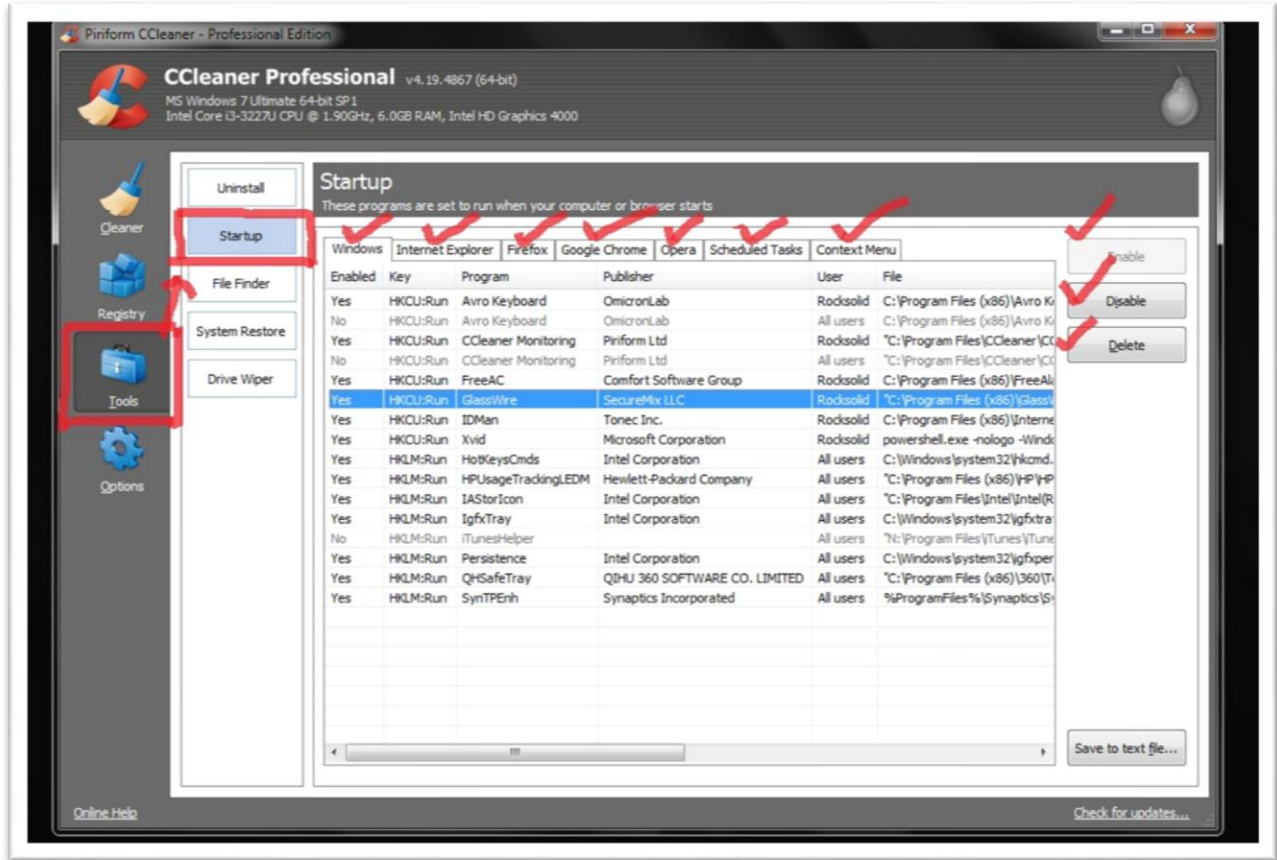 Piriform CCleaner - Professional Edition
CCleaner Professional v4.19.4867 (64-bit)
MS Windows 7 Ultimate 64-bit SP1
Intel Core i3-3227U CPU @ 1.90GHz, 6.0GB RAM, Intel HD Graphics 4000
Cleaner
Registry
Tools
Options
Uninstall
Startup
File Finder
System Restore
Drive Wiper
Startup
These programs are set to run when your computer or browser starts
Windows Internet Explorer Firefox Google Chrome Opera Scheduled Tasks Context Menu
Enabled Key Program Publisher User File
Yes HKCU:Run Avro Keyboard OmicronLab Rocksolid C:\Program Files (x86)\Avro K
No HKCU:Run Avro Keyboard OmicronLab All users C:\Program Files (x86)\Avro K
Yes HKCU:Run CCleaner Monitoring Piriform Ltd Rocksolid "C:\Program Files\CCleaner\CC
No HKCU:Run CCleaner Monitoring Piriform Ltd All users "C:\Program Files\CCleaner\CC
Yes HKCU:Run FreeAC Comfort Software Group Rocksolid C:\Program Files (x86)\FreeAl
Yes HKCU:Run GlassWire SecureMix LLC Rocksolid "C:\Program Files (x86)\Glass
Yes HKCU:Run IDMan Tonec Inc. Rocksolid C:\Program Files (x86)\Interne
Yes HKCU:Run Xvid Microsoft Corporation Rocksolid powershell.exe -nologo -Windo
Yes HKLM:Run HotKeysCmds Intel Corporation All users C:\Windows\system32\hkcmd.
Yes HKLM:Run HPUsageTrackingLEDM Hewlett-Packard Company All users "C:\Program Files (x86)\HP\HP
Yes HKLM:Run IAStorIcon Intel Corporation All users "C:\Program Files\Intel\Intel(R
Yes HKLM:Run IgfxTray Intel Corporation All users C:\Windows\system32\igfxtra
No HKLM:Run iTunesHelper All users "N:\Program Files\iTunes\iTune
Yes HKLM:Run Persistence Intel Corporation All users C:\Windows\system32\igfxper
Yes HKLM:Run QHSafeTray QIHU 360 SOFTWARE CO. LIMITED All users "C:\Program Files (x86)\360\T
Yes HKLM:Run SynTPEnh Synaptics Incorporated All users %ProgramFiles%\Synaptics\Sy
Enable
Disable
Delete
Save to text file...
Online Help
Check for updates...